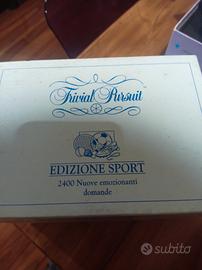 Trivial Pursuit
EDIZIONE SPORT
2400 Nuove emozionanti
domande
subito